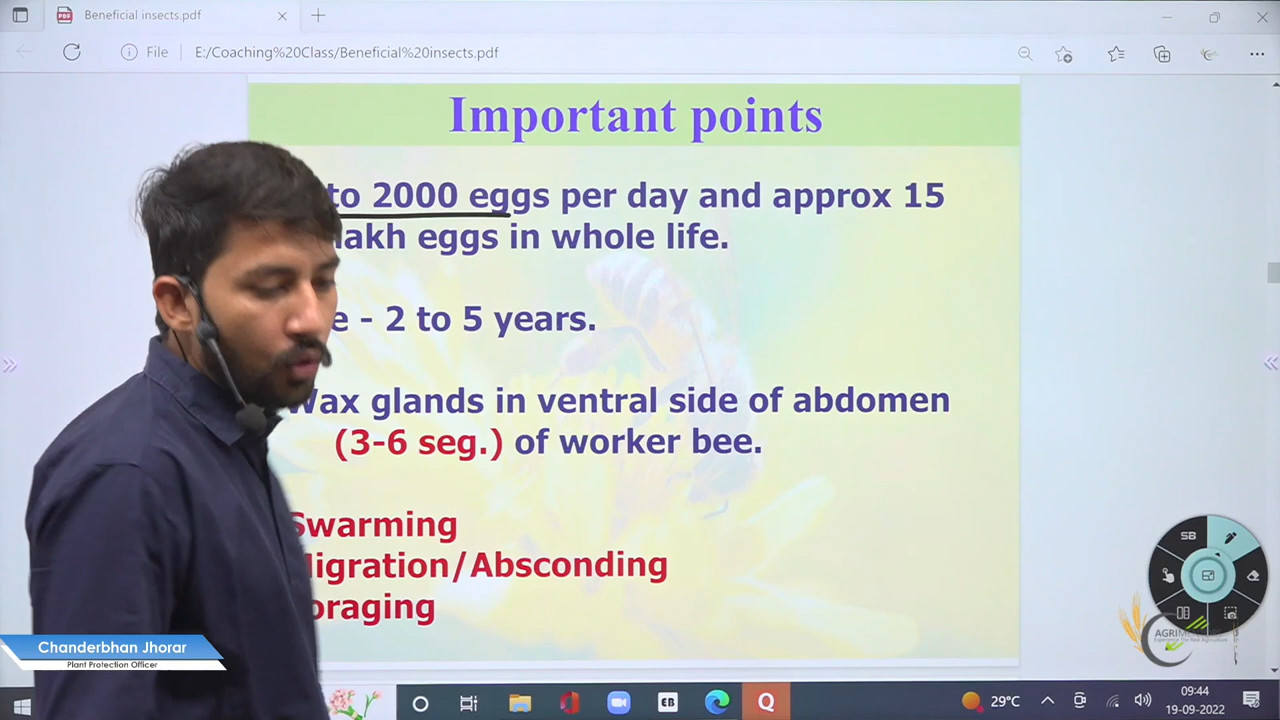 Beneficial insects.pdf
File
E:/Coaching%20Class/Beneficial%20insects.pdf
Important points
to 2000 eggs per day and approx 15
lakh eggs in whole life.
e - 2 to 5 years.
Wax glands in ventral side of abdomen
(3-6 seg.) of worker bee.
Swarming
Migration/Absconding
oraging
SB
Chanderbhan Jhorar
Plant Protection Officer
EB
Q
29°C
09:44
19-09-2022